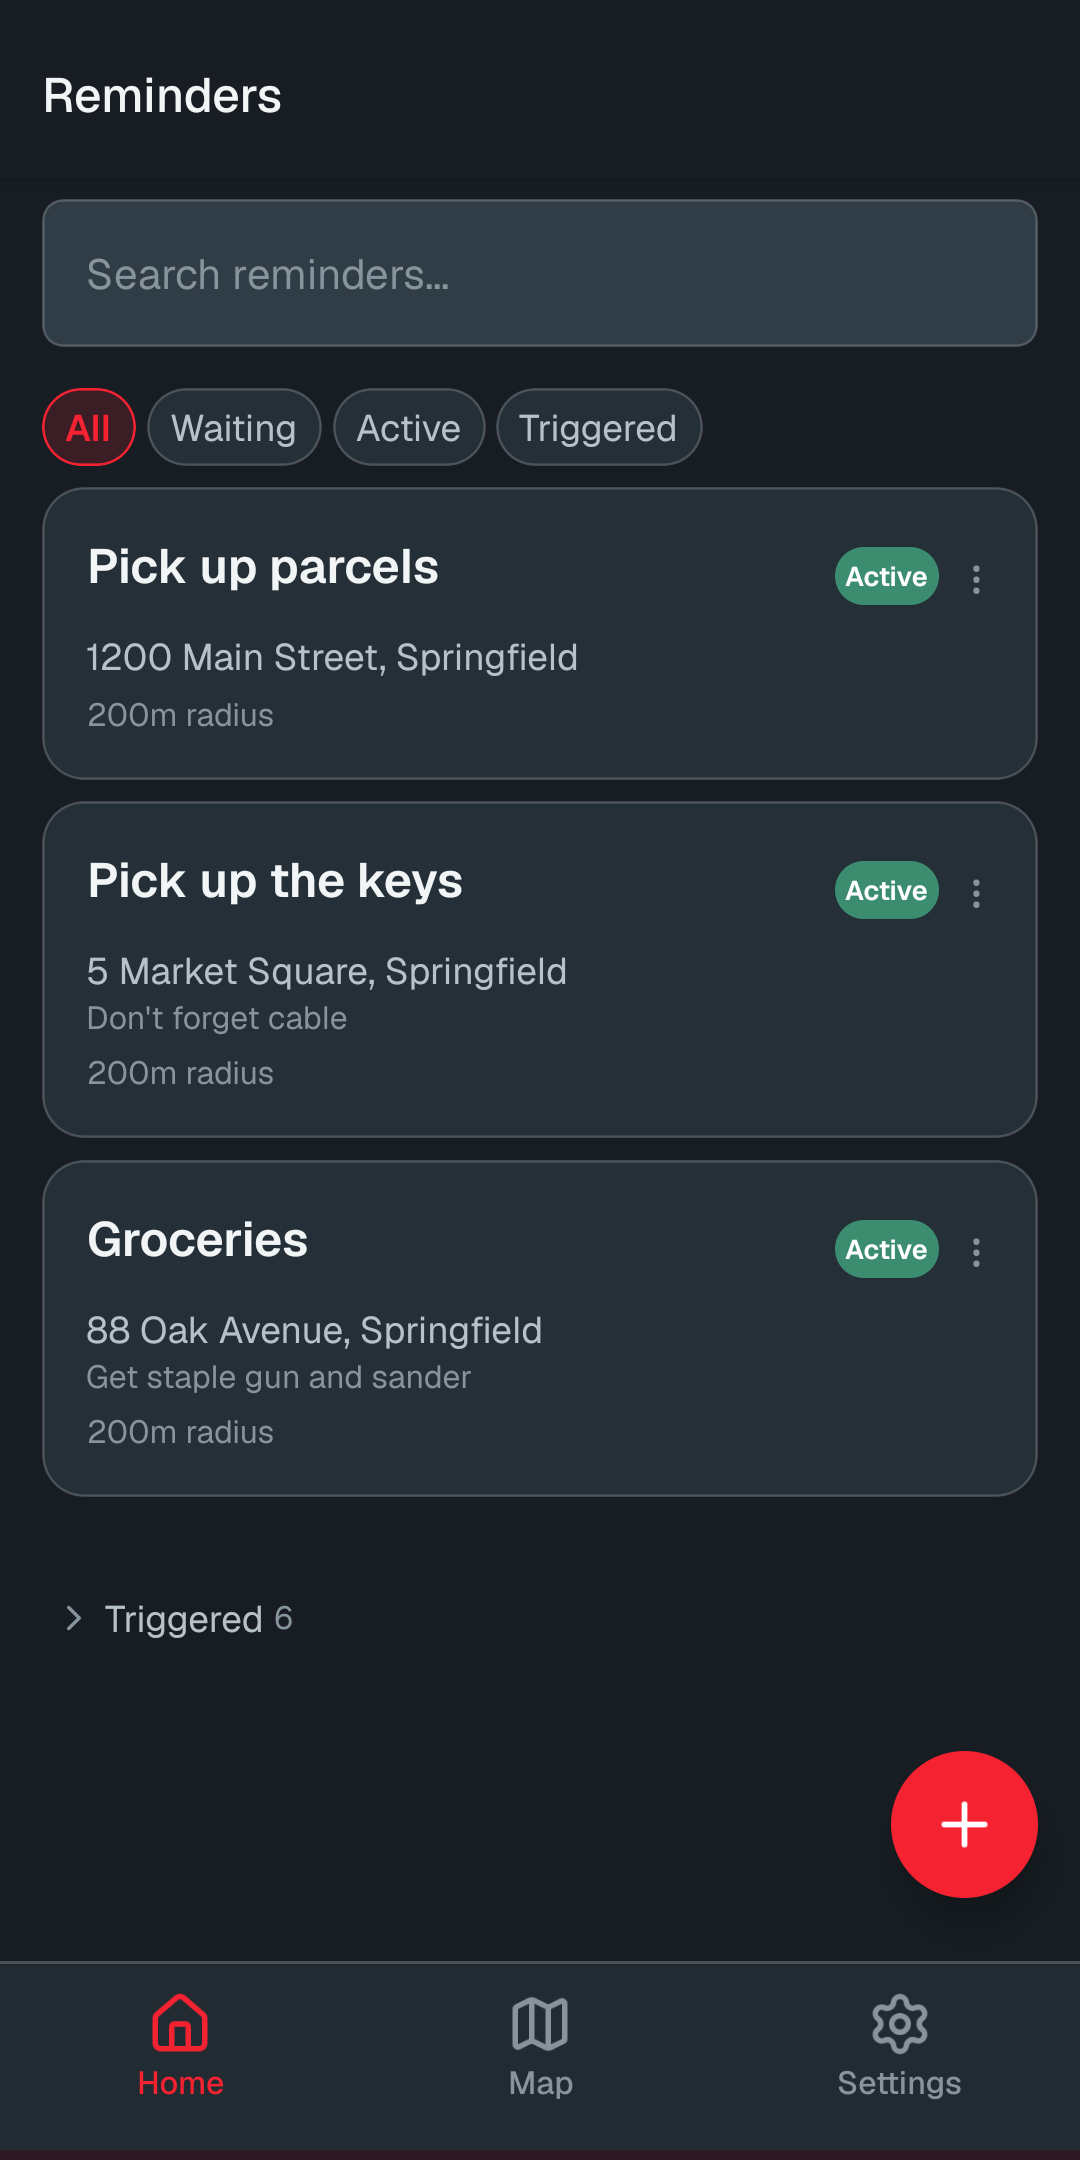 Reminders
Search reminders...
All Waiting Active Triggered
Pick up parcels Active
1200 Main Street, Springfield
200m radius
Pick up the keys Active
5 Market Square, Springfield
Don't forget cable
200m radius
Groceries Active
88 Oak Avenue, Springfield
Get staple gun and sander
200m radius
Triggered 6
Home Map Settings